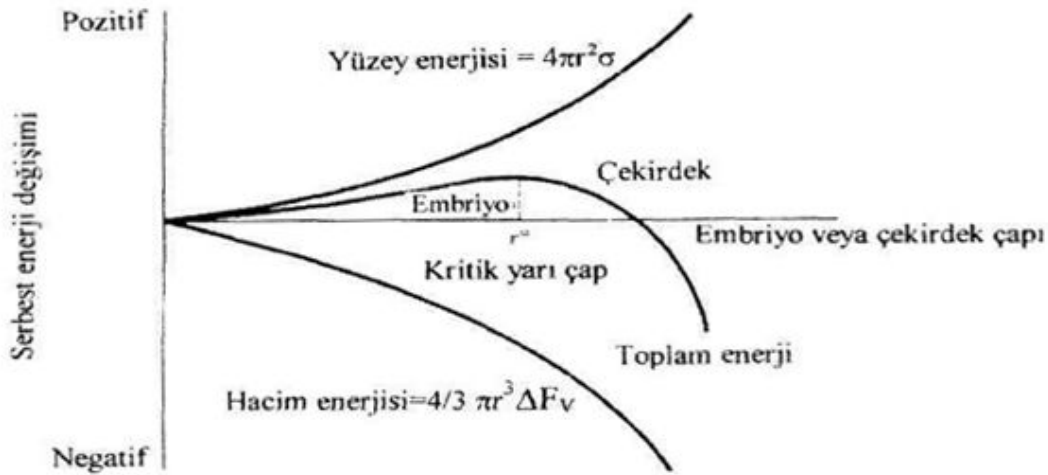 Pozitif
Yüzey enerjisi = 4πr²σ
Serbest enerji değişimi
Çekirdek
Embriyo
r*
Embriyo veya çekirdek çapı
Kritik yarı çap
Toplam enerji
Hacim enerjisi=4/3 πr³ΔFv
Negatif